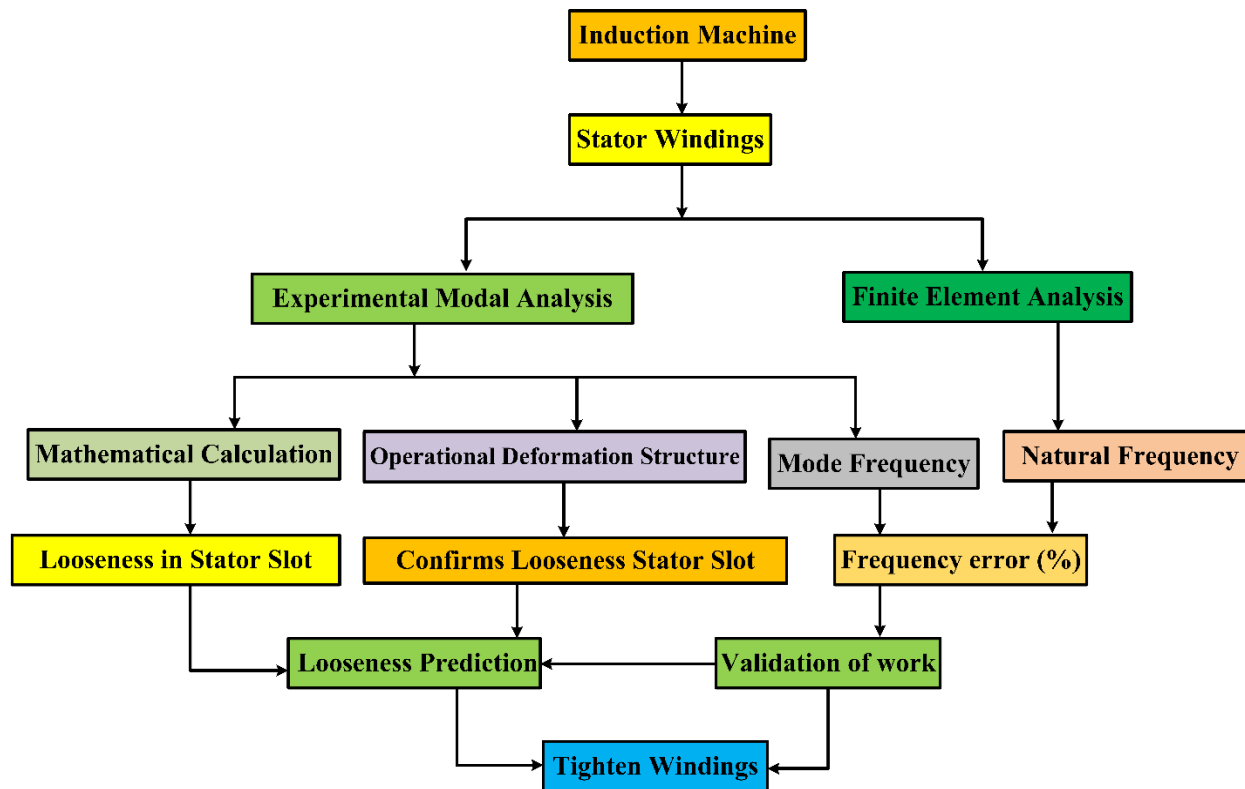 Induction Machine
Stator Windings
Experimental Modal Analysis
Finite Element Analysis
Mathematical Calculation
Operational Deformation Structure
Mode Frequency
Natural Frequency
Looseness in Stator Slot
Confirms Looseness Stator Slot
Frequency error (%)
Looseness Prediction
Validation of work
Tighten Windings